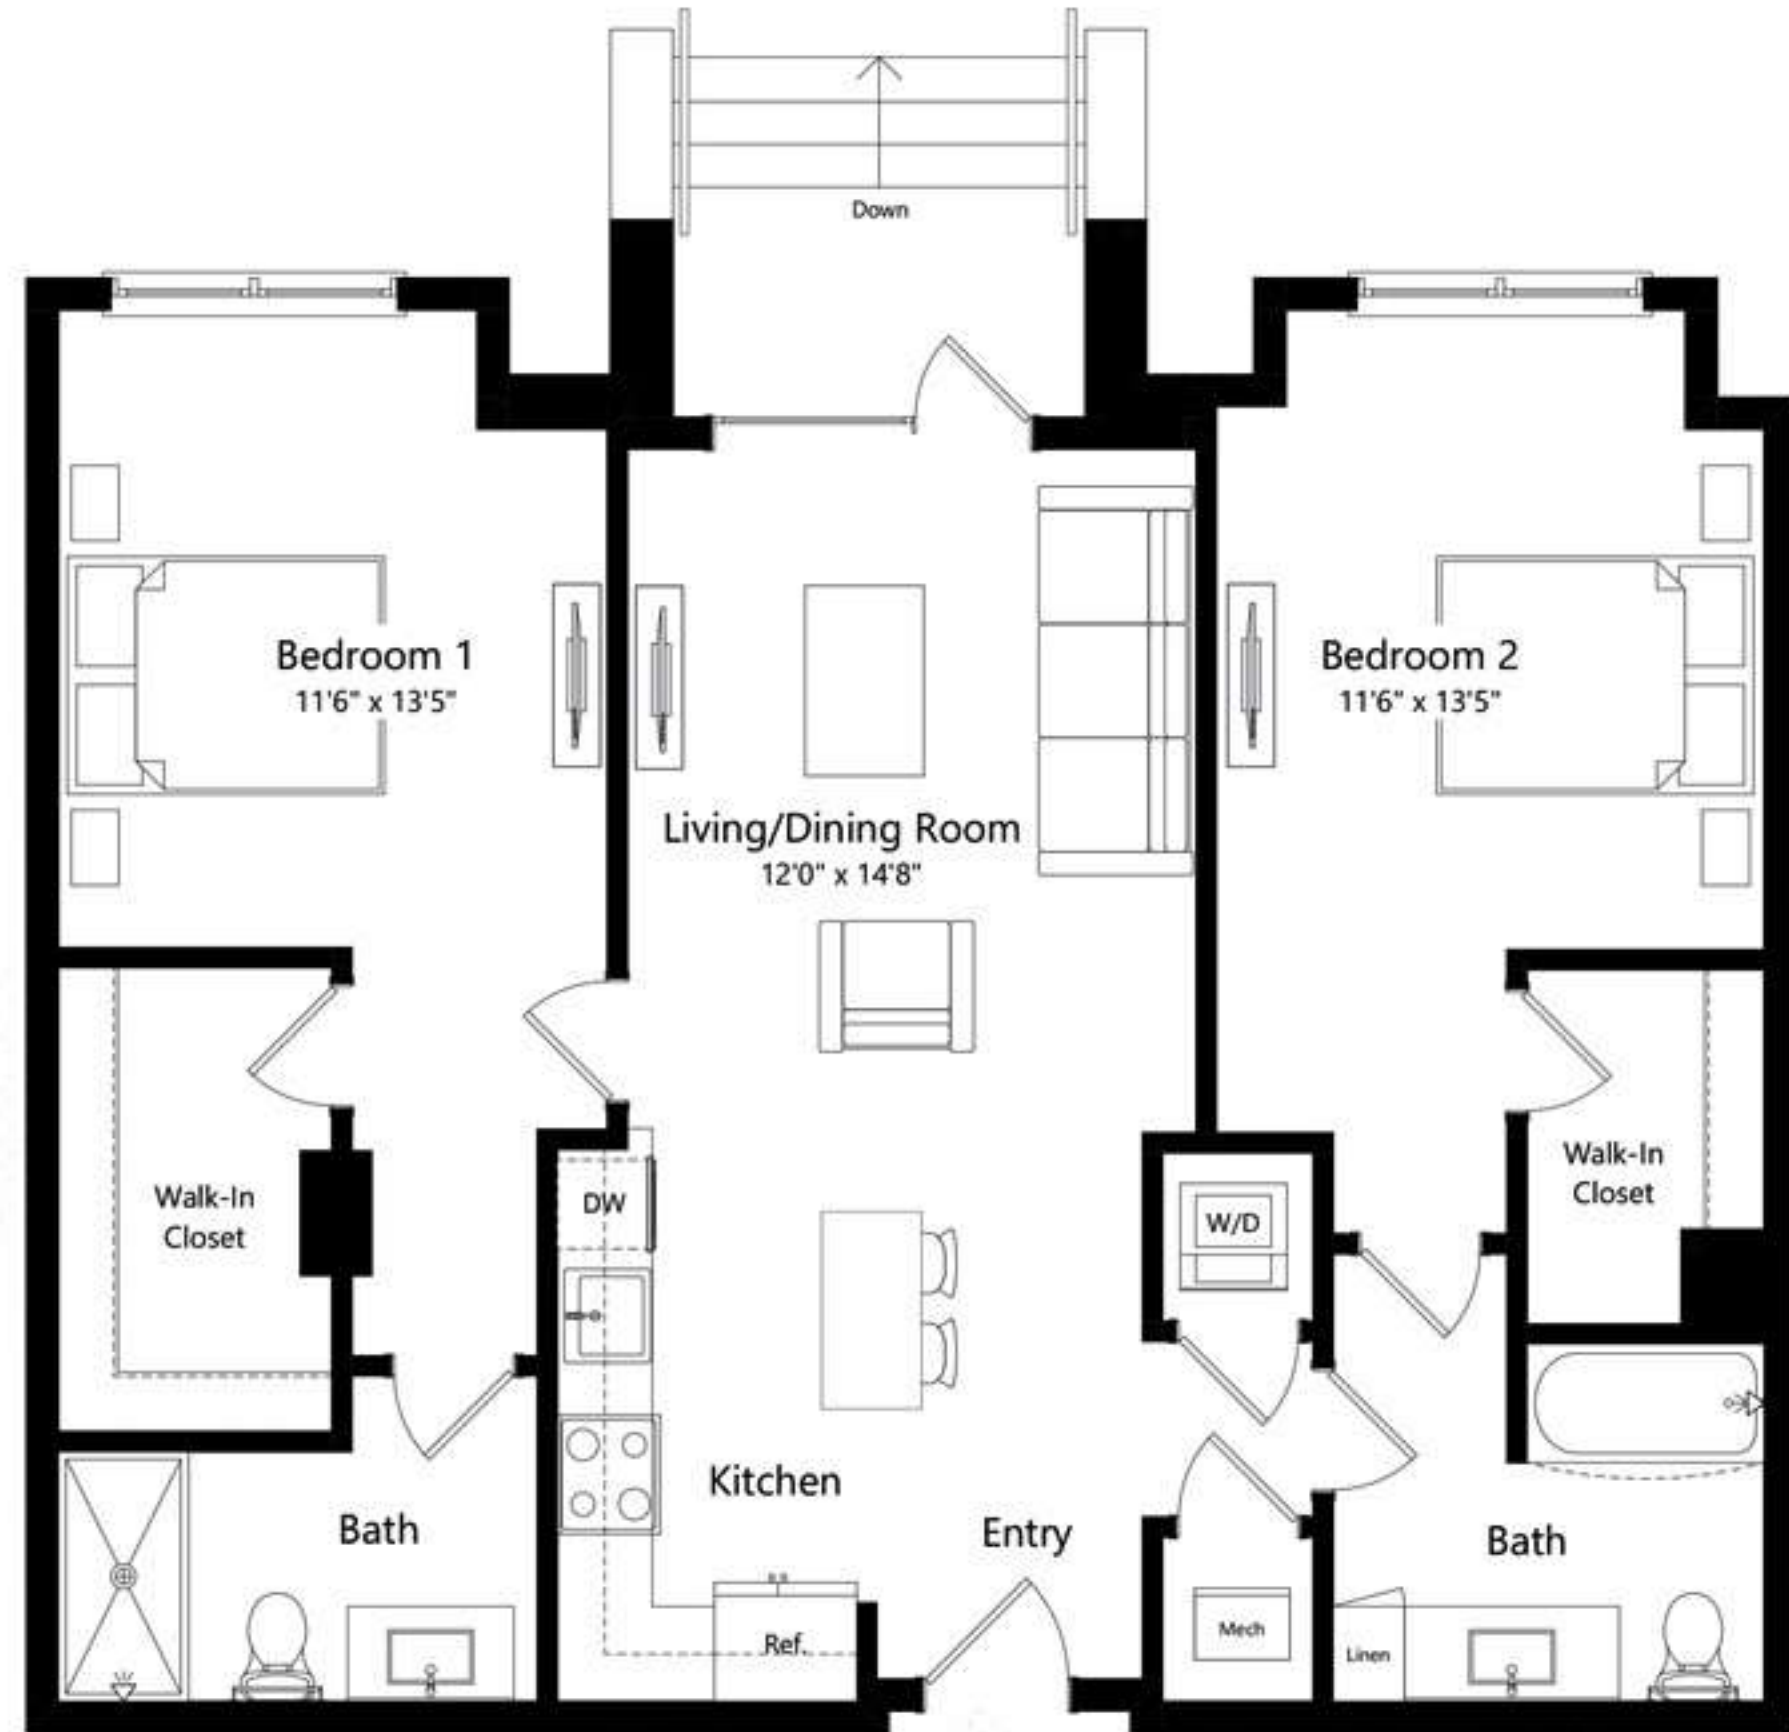 Down
Bedroom 1
11'6" x 13'5"
Bedroom 2
11'6" x 13'5"
Living/Dining Room
12'0" x 14'8"
Walk-In
Closet
DW
W/D
Walk-In
Closet
Kitchen
Bath
Entry
Bath
Ref.
Mech
Linen